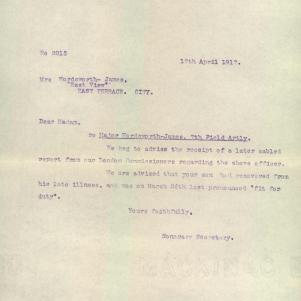 No 2015
17th April 1917.
Mrs Wordsworth- James,
"East View"
EAST TERRACE, CITY.
Dear Madam,
re Major Wordsworth-James, 7th Field Artly.
We beg to advise the receipt of a later cabled
report from our London Commissioners regarding the above officer.
We are advised that your son had recovered from
his late illness, and was on March 26th last pronounced "fit for
duty".
Yours faithfully,
Honorary Secretary.